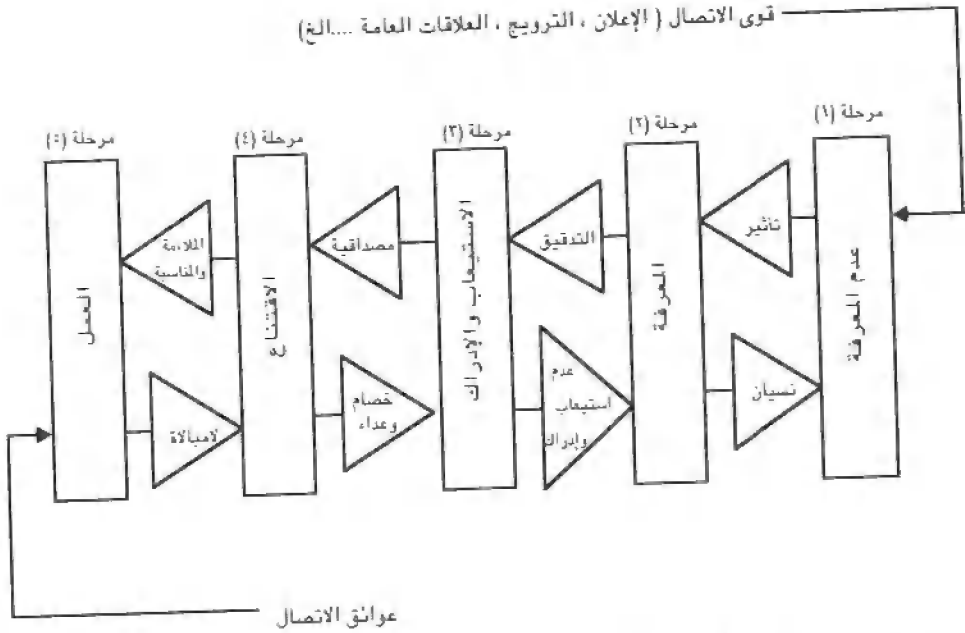 قوى الاتصال ( الإعلان ، الترويج ، العلاقات العامة ....الخ)
مرحلة (١)
مرحلة (٢)
مرحلة (٣)
مرحلة (٤)
مرحلة (٥)
عدم المعرفة
تاثير
نسيان
المعرفة
التدقيق
عدم
استيعاب
وإدراك
الاستيعاب والإدراك
مصداقية
خصام
وعداء
الاقتناع
الملاءمة
والمناسبة
لامبالاة
العمل
عوائق الاتصال